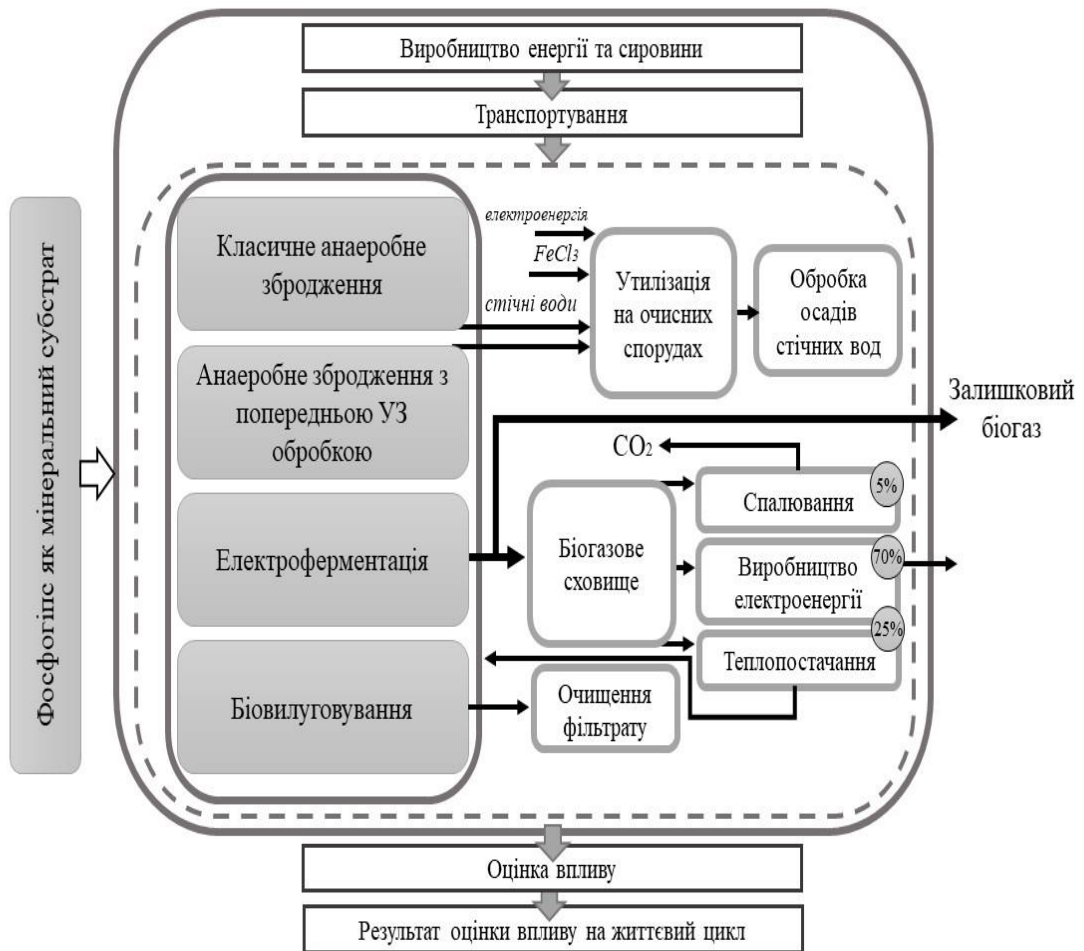 Виробництво енергії та сировини
Транспортування
Фосфогіпс як мінеральний субстрат
Класичне анаеробне
збродження
Анаеробне збродження з
попередньою УЗ
обробкою
Електроферментація
Біовилуговування
електроенергія
FeCl₃
стічні води
Утилізація
на очисних
спорудах
Обробка
осадів
стічних вод
Залишковий
біогаз
CO₂
Біогазове
сховище
Спалювання
5%
Виробництво
електроенергії
70%
Теплопостачання
25%
Очищення
фільтрату
Оцінка впливу
Результат оцінки впливу на життєвий цикл